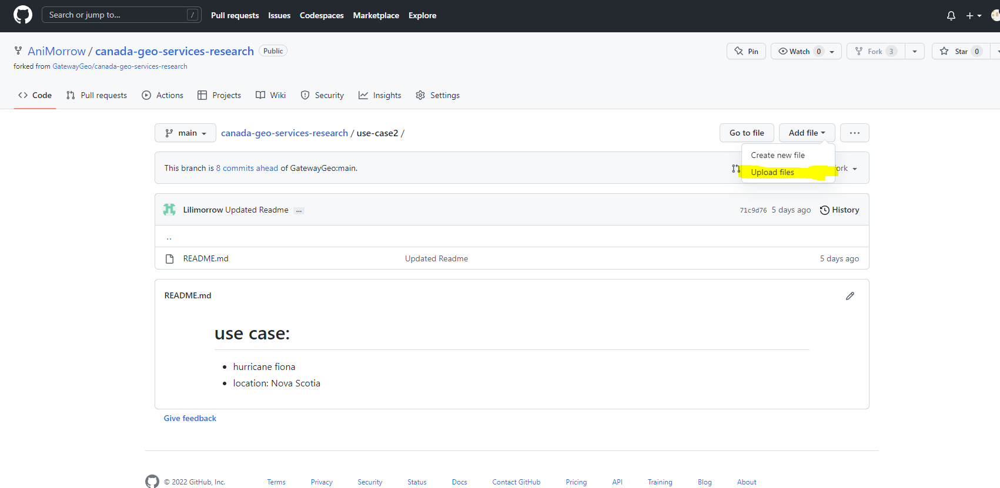 Search or jump to... /
Pull requests Issues Codespaces Marketplace Explore
AniMorrow / canada-geo-services-research Public
Pin Watch 0 Fork 3 Star 0
forked from GatewayGeo/canada-geo-services-research
Code Pull requests Actions Projects Wiki Security Insights Settings
main canada-geo-services-research / use-case2 / Go to file Add file ...
Create new file
Upload files
This branch is 8 commits ahead of GatewayGeo:main. fork
Lilimorrow Updated Readme ... 71c9d76 5 days ago History
..
README.md Updated Readme 5 days ago
README.md
use case:
• hurricane fiona
• location: Nova Scotia
Give feedback
© 2022 GitHub, Inc. Terms Privacy Security Status Docs Contact GitHub Pricing API Training Blog About